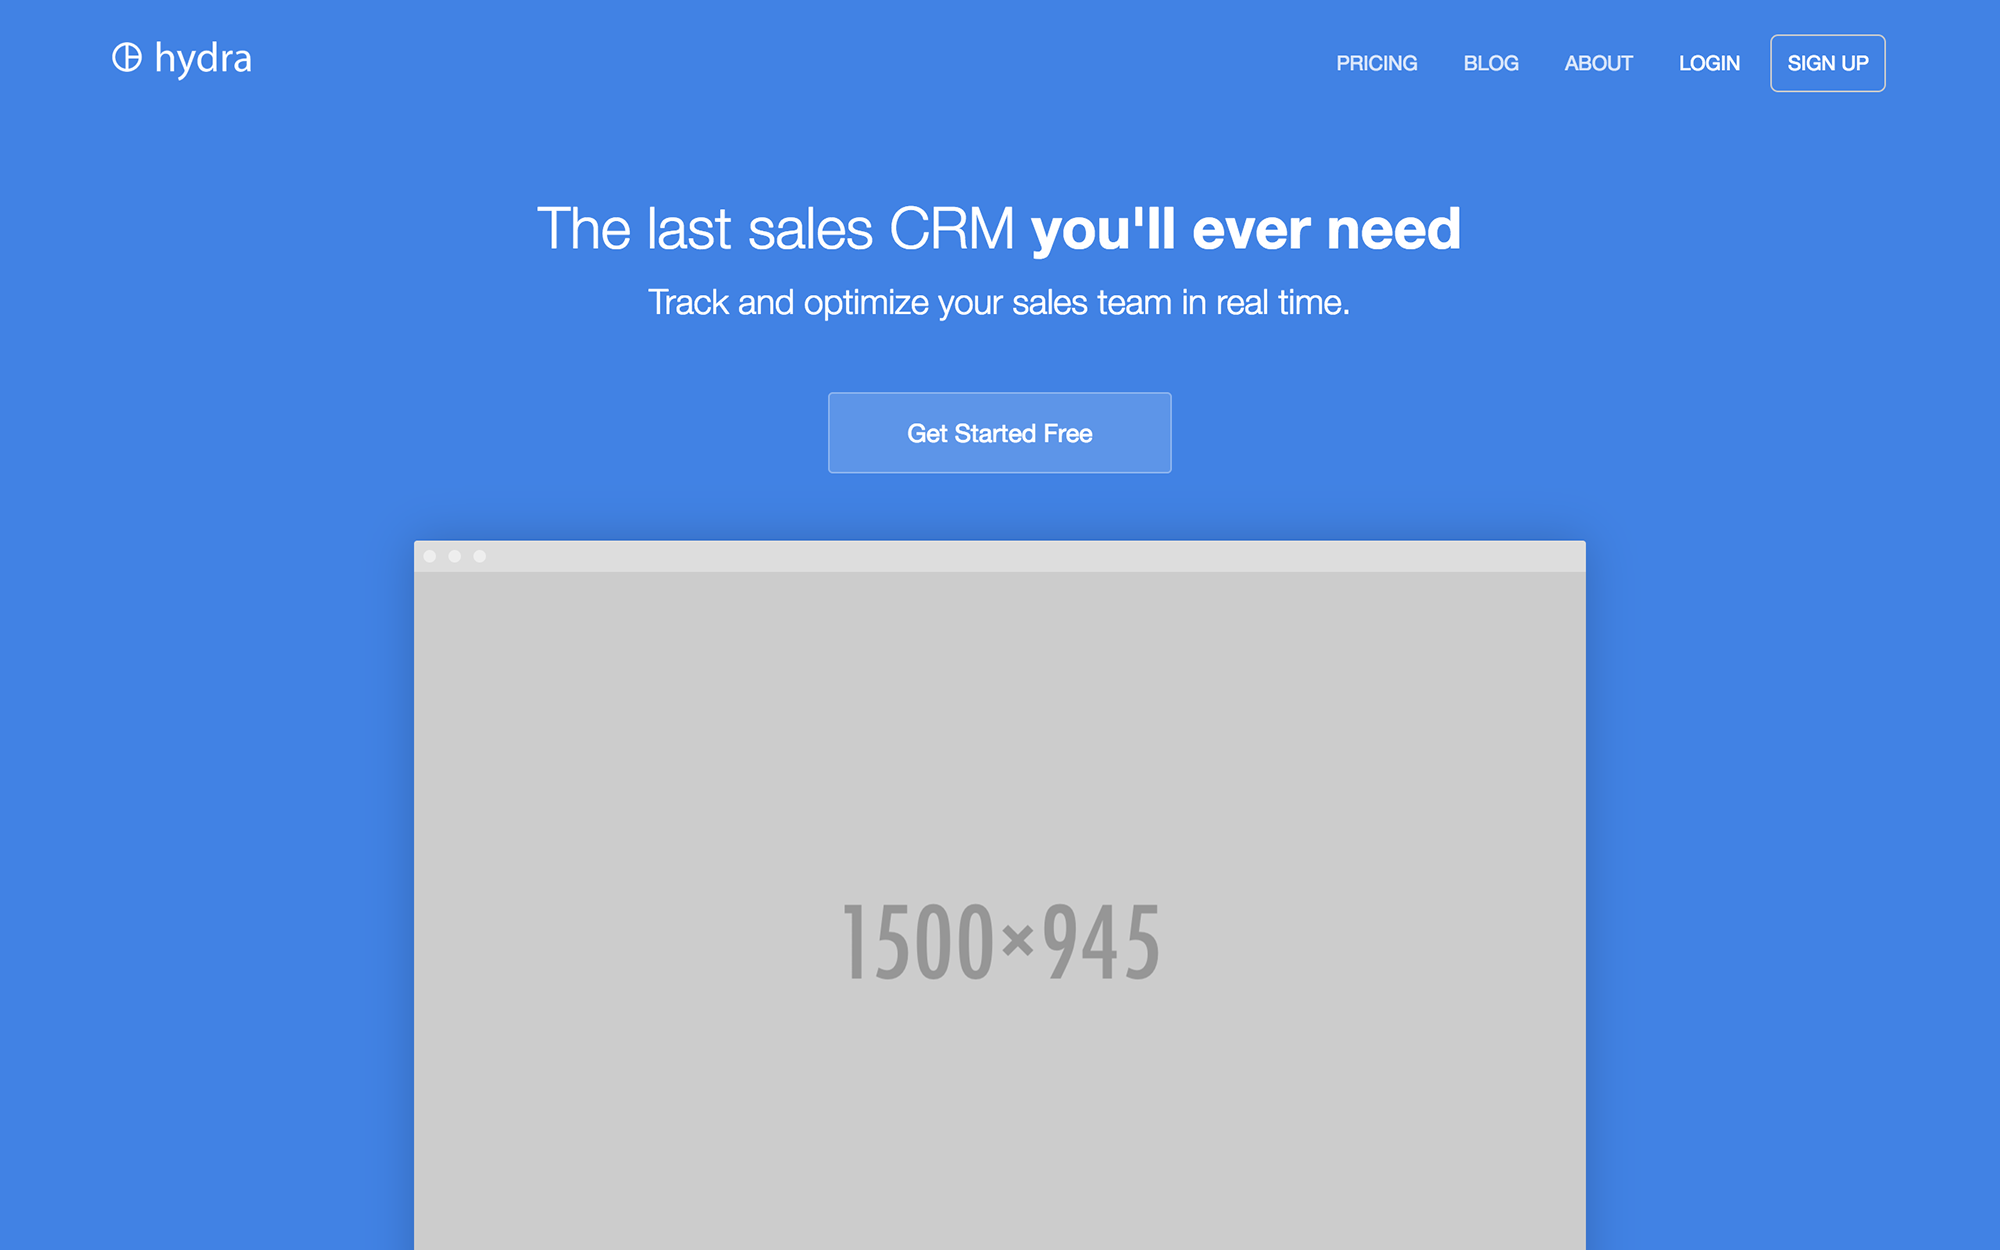 hydra
PRICING BLOG ABOUT LOGIN SIGN UP
The last sales CRM you'll ever need
Track and optimize your sales team in real time.
Get Started Free
1500×945